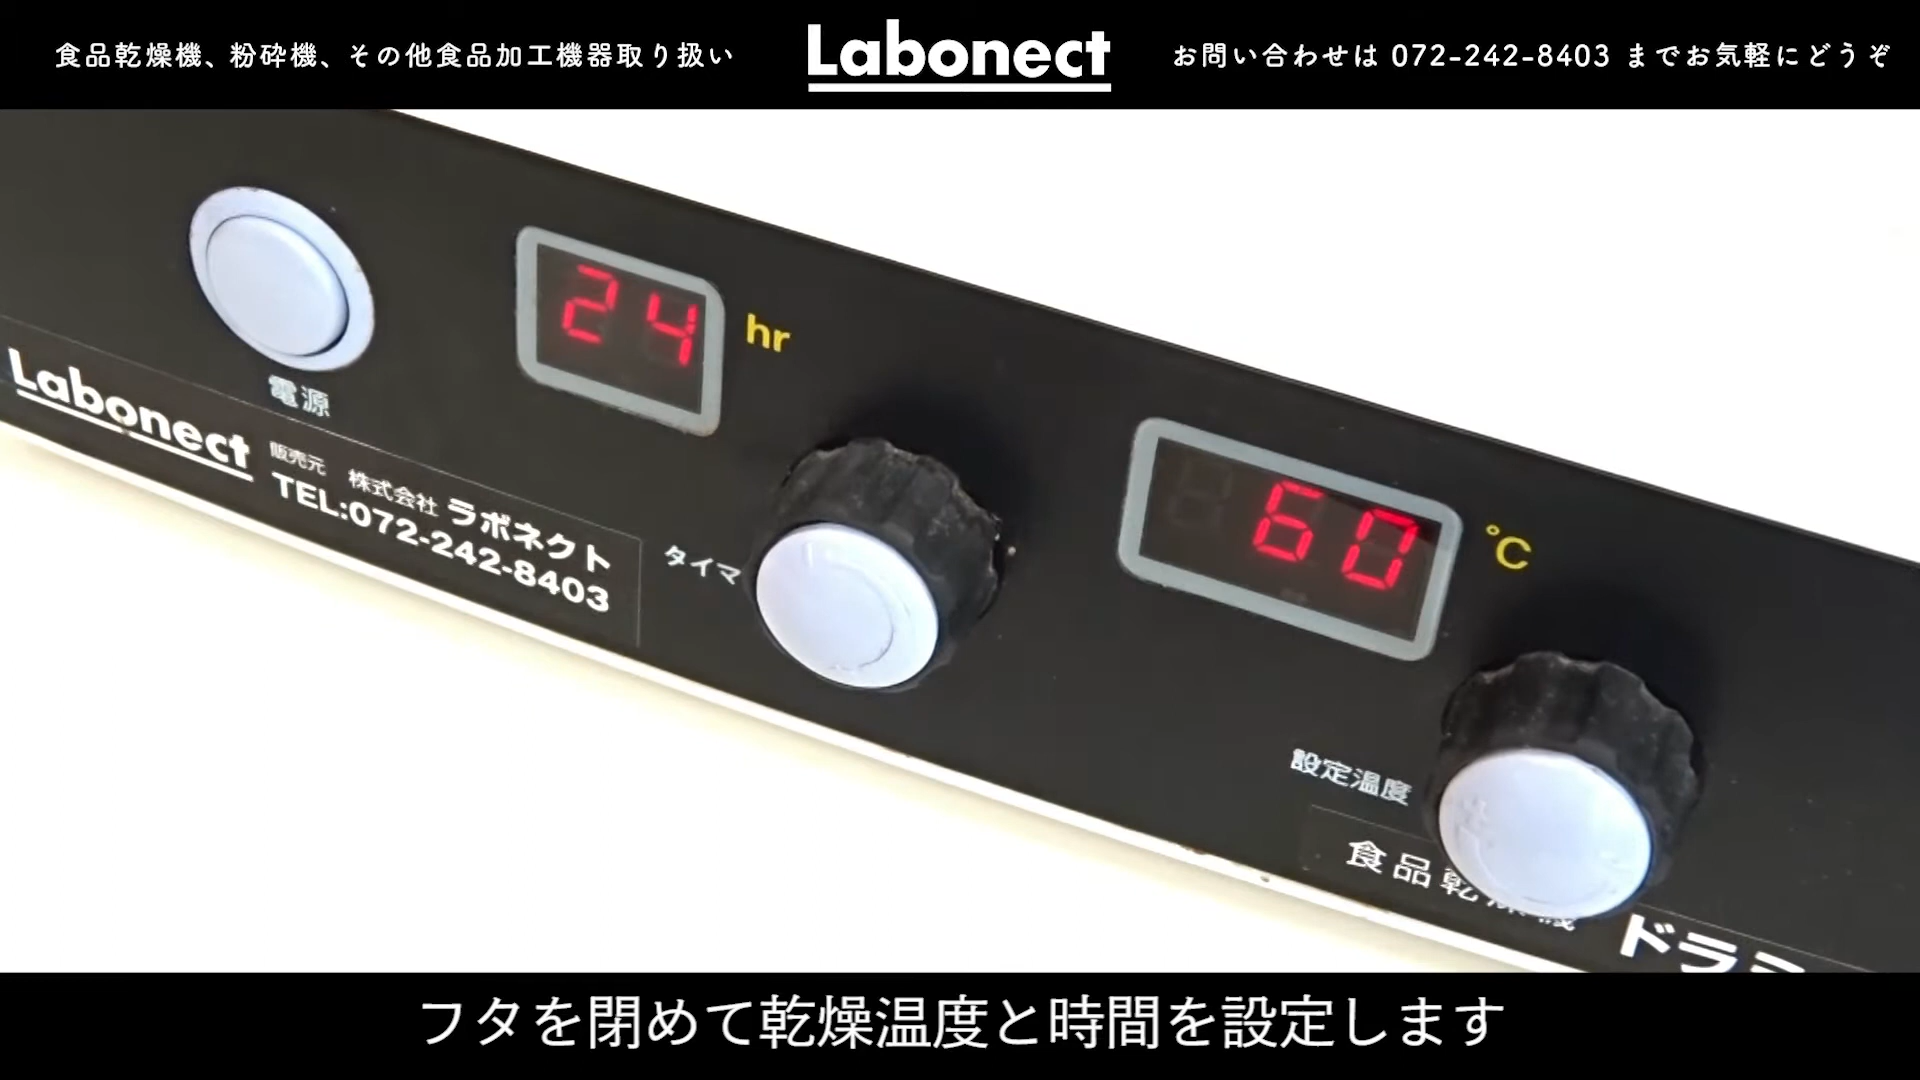 食品乾燥機、粉砕機、その他食品加工機器取り扱い
Labonect
お問い合わせは 072-242-8403 までお気軽にどうぞ
24 hr
電源
Labonect
販売元 株式会社 ラボネクト
TEL:072-242-8403
タイマ
60 °C
設定温度
食品乾
ドラ
フタを閉めて乾燥温度と時間を設定します